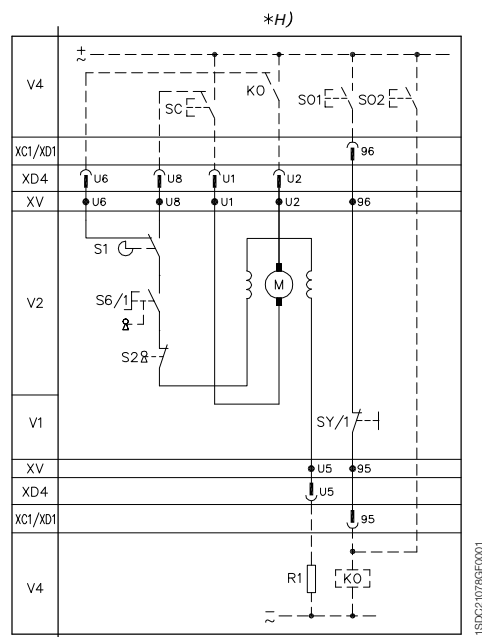 *H)
+
~
V4
SC
KO
SO1
SO2
XC1/XD1
96
XD4
U6
U8
U1
U2
XV
U6
U8
U1
U2
96
S1
V2
M
S6/1
S2
V1
SY/1
XV
U5
95
XD4
U5
XC1/XD1
95
V4
R1
KO
−
~
1SDC21078GF0001